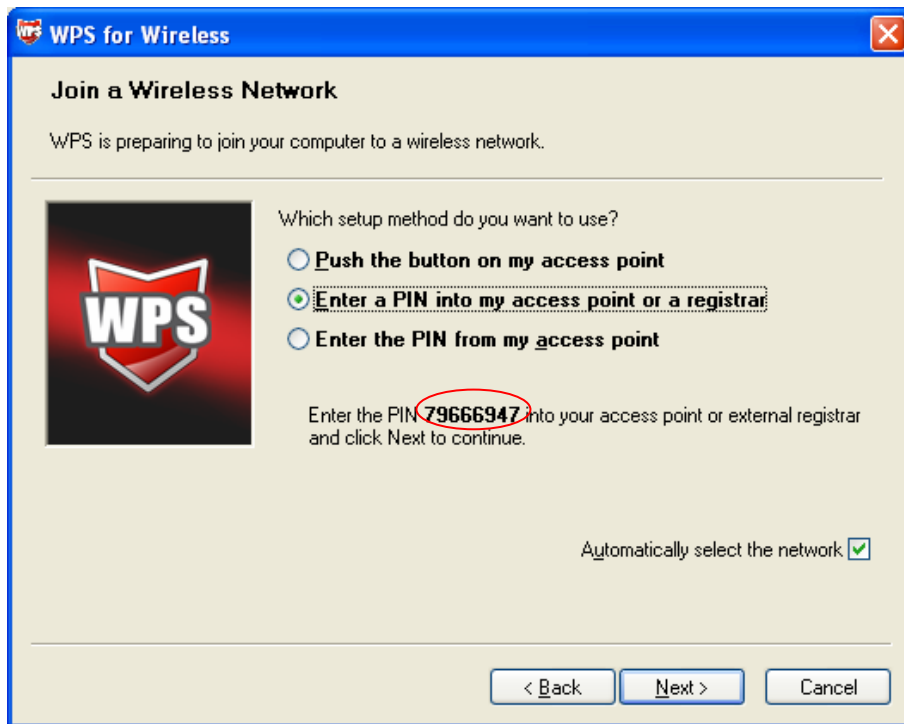 WPS for Wireless
Join a Wireless Network
WPS is preparing to join your computer to a wireless network.
Which setup method do you want to use?
Push the button on my access point
Enter a PIN into my access point or a registrar
Enter the PIN from my access point
WPS
Enter the PIN 79666947 into your access point or external registrar
and click Next to continue.
Automatically select the network
< Back
Next >
Cancel